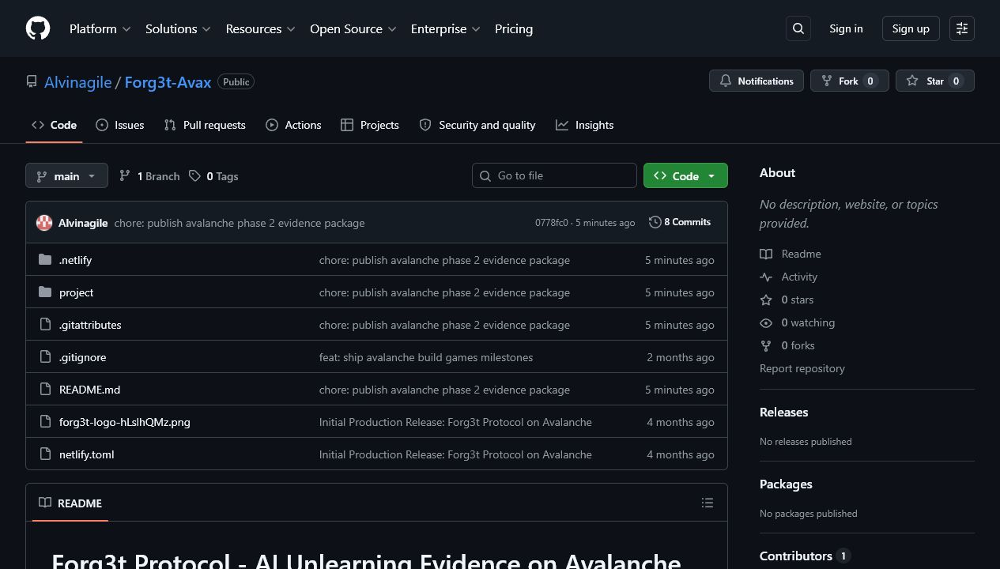 Platform Solutions Resources Open Source Enterprise Pricing Sign in Sign up
Alvinagile / Forg3t-Avax Public Notifications Fork 0 Star 0
Code Issues Pull requests Actions Projects Security and quality Insights
main 1 Branch 0 Tags Go to file Code
Alvinagile chore: publish avalanche phase 2 evidence package 0778fc0 · 5 minutes ago 8 Commits
.netlify chore: publish avalanche phase 2 evidence package 5 minutes ago
project chore: publish avalanche phase 2 evidence package 5 minutes ago
.gitattributes chore: publish avalanche phase 2 evidence package 5 minutes ago
.gitignore feat: ship avalanche build games milestones 2 months ago
README.md chore: publish avalanche phase 2 evidence package 5 minutes ago
forg3t-logo-hLslhQMz.png Initial Production Release: Forg3t Protocol on Avalanche 4 months ago
netlify.toml Initial Production Release: Forg3t Protocol on Avalanche 4 months ago
README
Forg3t Protocol - AI Unlearning Evidence on Avalanche
About
No description, website, or topics
provided.
Readme
Activity
0 stars
0 watching
0 forks
Report repository
Releases
No releases published
Packages
No packages published
Contributors 1